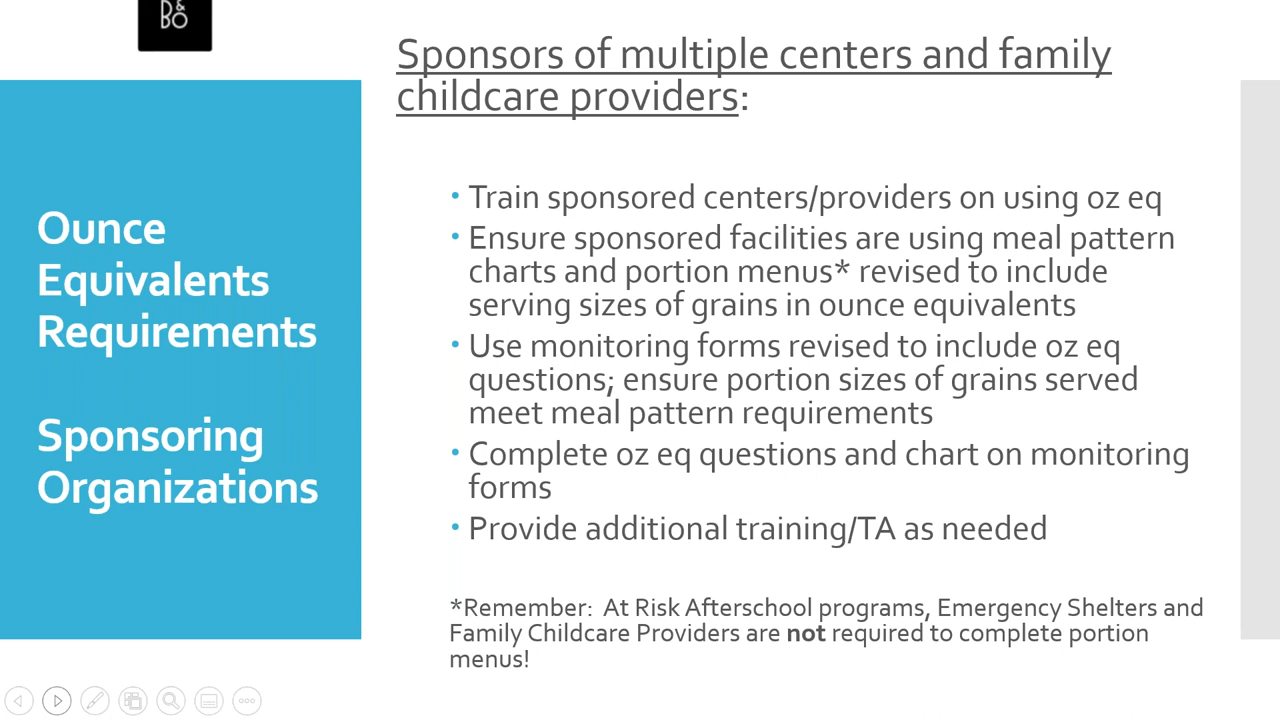 B&
BO
Sponsors of multiple centers and family
childcare providers:
Ounce
Equivalents
Requirements
Sponsoring
Organizations
• Train sponsored centers/providers on using oz eq
• Ensure sponsored facilities are using meal pattern
charts and portion menus* revised to include
serving sizes of grains in ounce equivalents
• Use monitoring forms revised to include oz eq
questions; ensure portion sizes of grains served
meet meal pattern requirements
• Complete oz eq questions and chart on monitoring
forms
• Provide additional training/TA as needed
*Remember:  At Risk Afterschool programs, Emergency Shelters and
Family Childcare Providers are not required to complete portion
menus!